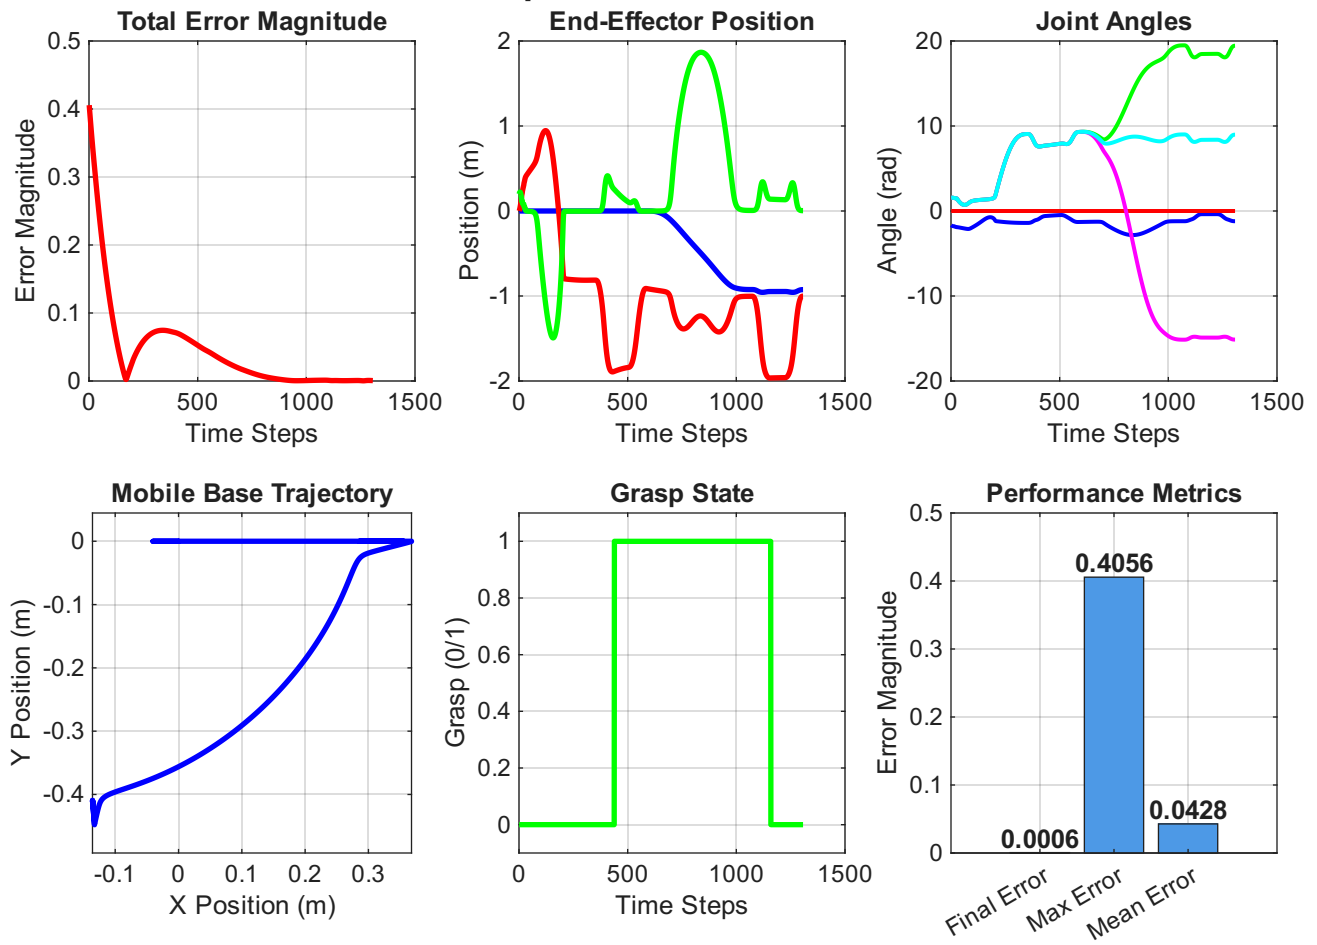 Total Error Magnitude
0.5
0.4
0.3
0.2
0.1
0
0
500
1000
1500
Error Magnitude
Time Steps
End-Effector Position
2
1
0
-1
-2
0
500
1000
1500
Position (m)
Time Steps
Joint Angles
20
10
0
-10
-20
0
500
1000
1500
Angle (rad)
Time Steps
Mobile Base Trajectory
0
-0.1
-0.2
-0.3
-0.4
-0.1
0
0.1
0.2
0.3
Y Position (m)
X Position (m)
Grasp State
1
0.8
0.6
0.4
0.2
0
0
500
1000
1500
Grasp (0/1)
Time Steps
Performance Metrics
0.5
0.4
0.3
0.2
0.1
0
Error Magnitude
0.0006
0.4056
0.0428
Final Error
Max Error
Mean Error